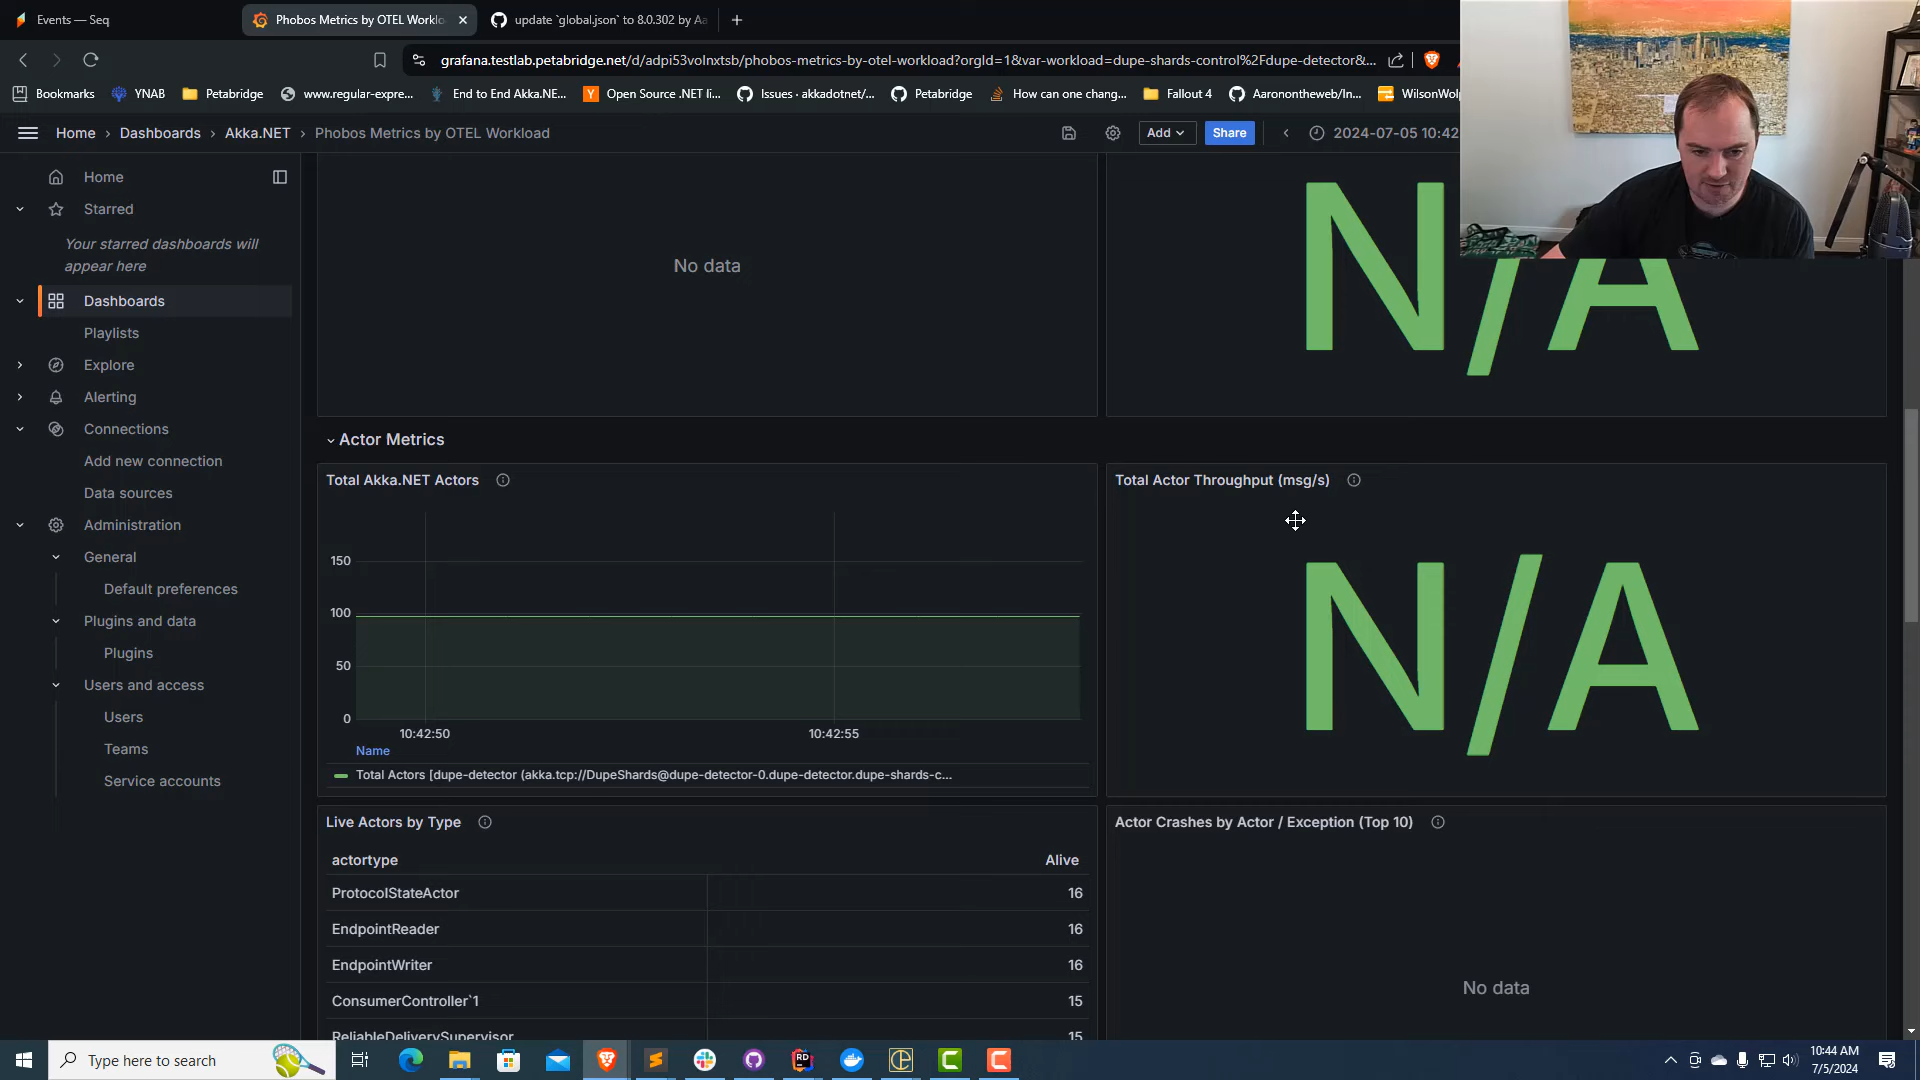 Events — Seq
Phobos Metrics by OTEL Worklo
update `global.json` to 8.0.302 by Aa
grafana.testlab.petabridge.net/d/adpi53volnxtsb/phobos-metrics-by-otel-workload?orgId=1&var-workload=dupe-shards-control%2Fdupe-detector&...
Bookmarks
YNAB
Petabridge
www.regular-expre...
End to End Akka.NE...
Open Source .NET li...
Issues · akkadotnet/...
Petabridge
How can one chang...
Fallout 4
Aaronontheweb/In...
WilsonWol
Home › Dashboards › Akka.NET › Phobos Metrics by OTEL Workload
Add
Share
2024-07-05 10:42
Home
Starred
Your starred dashboards will
appear here
Dashboards
Playlists
Explore
Alerting
Connections
Add new connection
Data sources
Administration
General
Default preferences
Plugins and data
Plugins
Users and access
Users
Teams
Service accounts
No data
N/A
Actor Metrics
Total Akka.NET Actors
150
100
50
0
10:42:50
10:42:55
Name
Total Actors [dupe-detector (akka.tcp://DupeShards@dupe-detector-0.dupe-detector.dupe-shards-c...
Total Actor Throughput (msg/s)
N/A
Live Actors by Type
actortype Alive
ProtocolStateActor 16
EndpointReader 16
EndpointWriter 16
ConsumerController`1 15
ReliableDeliverySupervisor 15
Actor Crashes by Actor / Exception (Top 10)
No data
Type here to search
RD
10:44 AM
7/5/2024